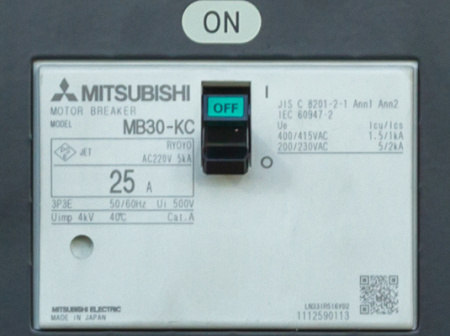 ON
MITSUBISHI
MOTOR BREAKER
MODEL MB30-KC
OFF
I
O
JIS C 8201-2-1 Ann1 Ann2
IEC 60947-2
Ue Icu/Ics
400/415VAC 1.5/1kA
200/230VAC 5/2kA
PS E JET RYOYO
AC220V 5kA
25 A
3P3E 50/60Hz Ui 500V
Uimp 4kV 40℃ Cat.A
MITSUBISHI ELECTRIC
MADE IN JAPAN
1112590113